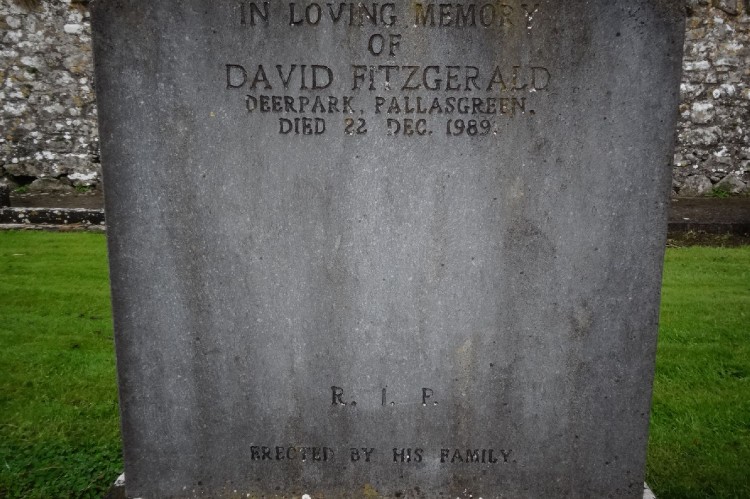 IN LOVING MEMORY
OF
DAVID FITZGERALD
DEERPARK, PALLASGREEN.
DIED 22 DEC. 1989.
R. I. P.
ERECTED BY HIS FAMILY.